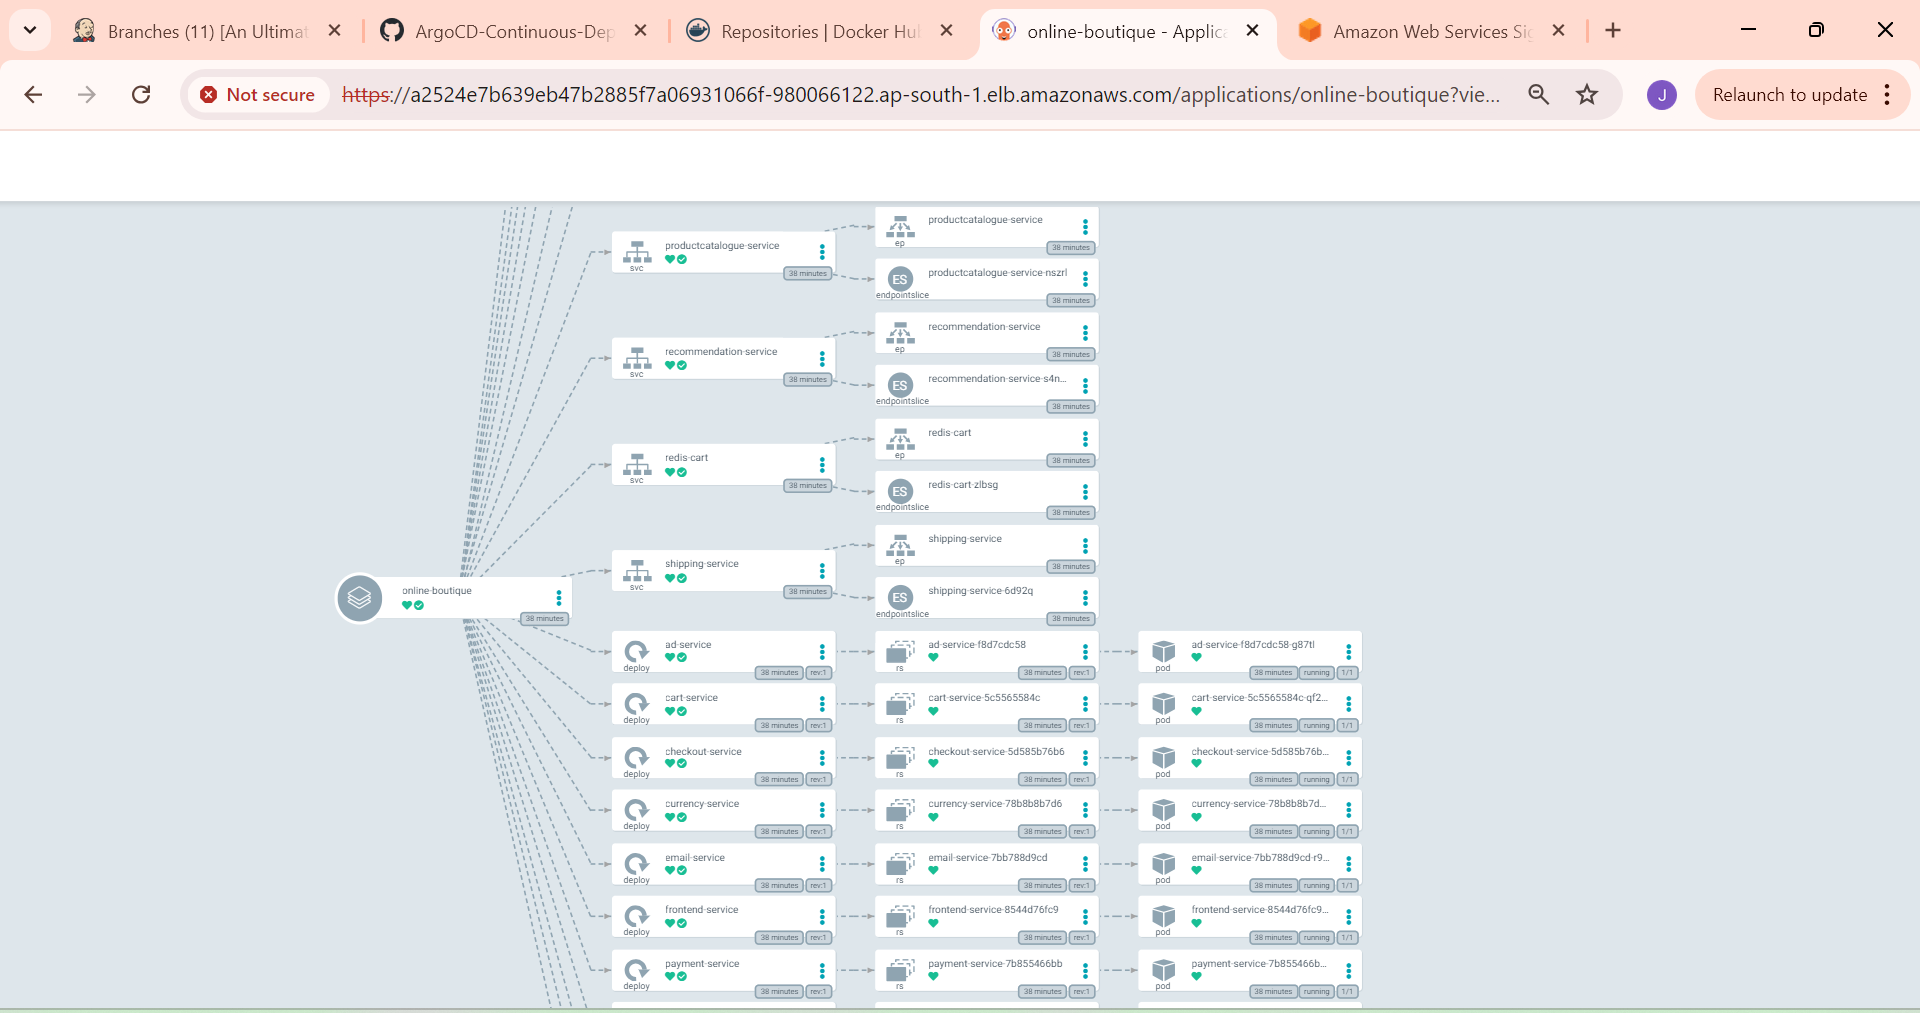 Branches (11) [An Ultimat
ArgoCD-Continuous-Dep
Repositories | Docker Hu
online-boutique - Applica
Amazon Web Services Sig
Not secure
https://a2524e7b639eb47b2885f7a06931066f-980066122.ap-south-1.elb.amazonaws.com/applications/online-boutique?vie...
J
Relaunch to update
productcatalogue-service
ep
38 minutes
productcatalogue-service
svc
38 minutes
ES
productcatalogue-service-nszrl
endpointslice
38 minutes
recommendation-service
ep
38 minutes
recommendation-service
svc
38 minutes
ES
recommendation-service-s4n...
endpointslice
38 minutes
redis-cart
ep
38 minutes
redis-cart
svc
38 minutes
ES
redis-cart-zlbsg
endpointslice
38 minutes
shipping-service
ep
38 minutes
shipping-service
svc
38 minutes
ES
shipping-service-6d92q
endpointslice
38 minutes
online-boutique
38 minutes
ad-service
deploy
38 minutes rev:1
ad-service-f8d7cdc58
rs
38 minutes rev:1
ad-service-f8d7cdc58-g87tl
pod
38 minutes running 1/1
cart-service
deploy
38 minutes rev:1
cart-service-5c5565584c
rs
38 minutes rev:1
cart-service-5c5565584c-qf2...
pod
38 minutes running 1/1
checkout-service
deploy
38 minutes rev:1
checkout-service-5d585b76b6
rs
38 minutes rev:1
checkout-service-5d585b76b...
pod
38 minutes running 1/1
currency-service
deploy
38 minutes rev:1
currency-service-78b8b8b7d6
rs
38 minutes rev:1
currency-service-78b8b8b7d...
pod
38 minutes running 1/1
email-service
deploy
38 minutes rev:1
email-service-7bb788d9cd
rs
38 minutes rev:1
email-service-7bb788d9cd-r9...
pod
38 minutes running 1/1
frontend-service
deploy
38 minutes rev:1
frontend-service-8544d76fc9
rs
38 minutes rev:1
frontend-service-8544d76fc9...
pod
38 minutes running 1/1
payment-service
deploy
38 minutes rev:1
payment-service-7b855466bb
rs
38 minutes rev:1
payment-service-7b855466b...
pod
38 minutes running 1/1